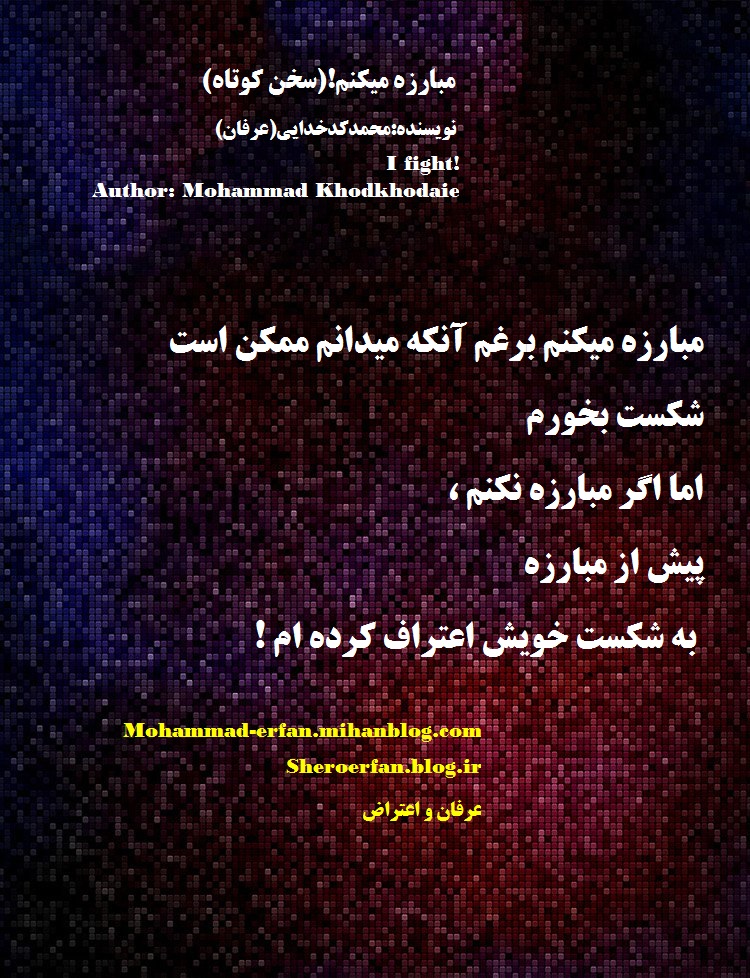 مبارزه میکنم!(سخن کوتاه)
نویسنده:محمدکدخدایی(عرفان)
I fight!
Author: Mohammad Khodkhodaie
مبارزه میکنم برغم آنکه میدانم ممکن است
شکست بخورم
اما اگر مبارزه نکنم ،
پیش از مبارزه
به شکست خویش اعتراف کرده ام !
Mohammad-erfan.mihanblog.com
Sheroerfan.blog.ir
عرفان و اعتراض